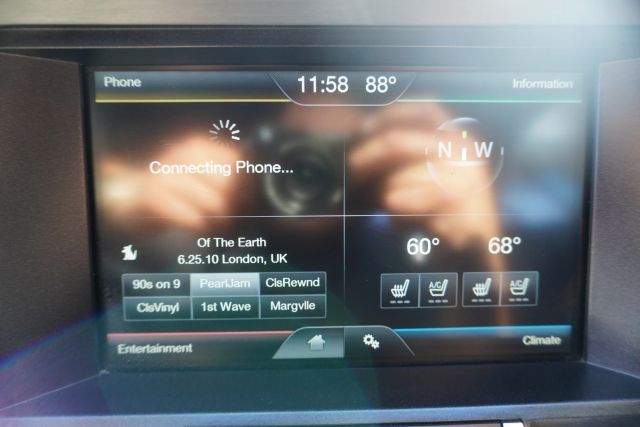 Phone 11:58 88° Information
Connecting Phone...
N W
Of The Earth
6.25.10 London, UK
60° 68°
90s on 9 PearlJam ClsRewnd
A/C A/C
ClsVinyl 1st Wave Margvlle
Entertainment Climate